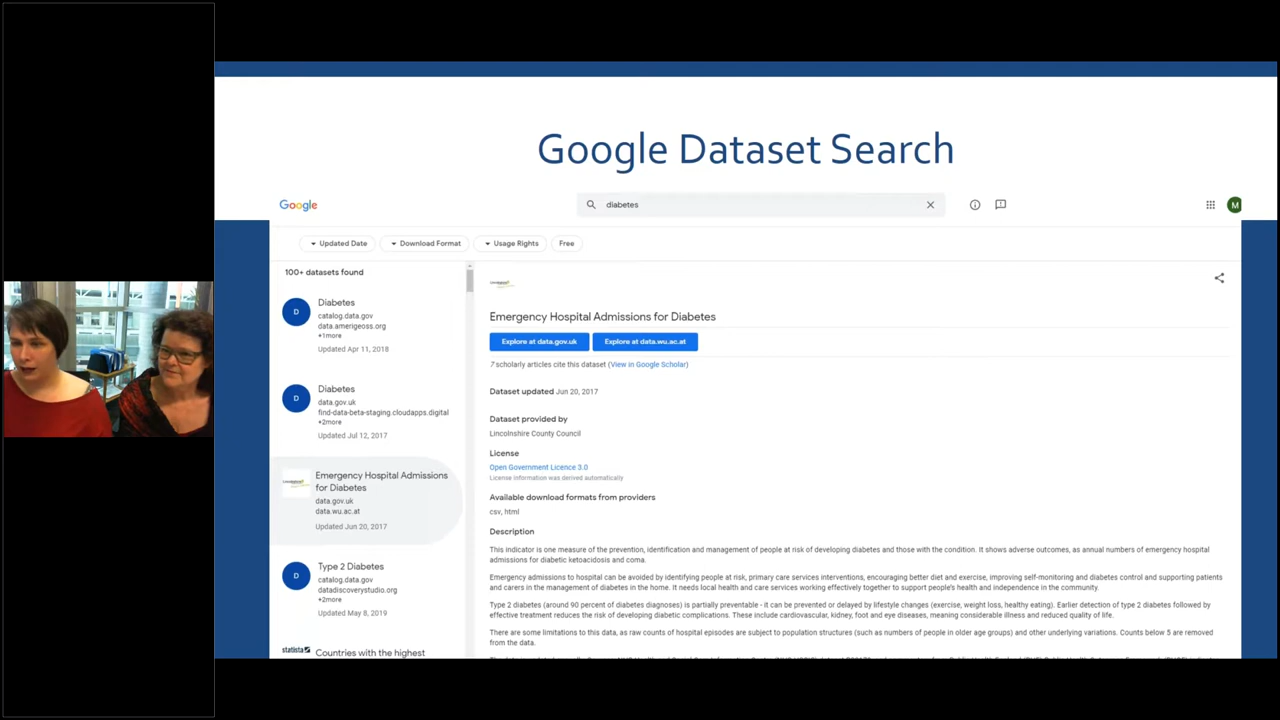 Google Dataset Search
Google
diabetes
M
Updated Date
Download Format
Usage Rights
Free
100+ datasets found
D
Diabetes
catalog.data.gov
data.amerigeoss.org
+1more
Updated Apr 11, 2018
D
Diabetes
data.gov.uk
find-data-beta-staging.cloudapps.digital
+2more
Updated Jul 12, 2017
Emergency Hospital Admissions
for Diabetes
data.gov.uk
data.wu.ac.at
Updated Jun 20, 2017
D
Type 2 Diabetes
catalog.data.gov
datadiscoverystudio.org
+2more
Updated May 8, 2019
statista
Countries with the highest
Emergency Hospital Admissions for Diabetes
Explore at data.gov.uk
Explore at data.wu.ac.at
7 scholarly articles cite this dataset (View in Google Scholar)
Dataset updated Jun 20, 2017
Dataset provided by
Lincolnshire County Council
License
Open Government Licence 3.0
License information was derived automatically
Available download formats from providers
csv, html
Description
This indicator is one measure of the prevention, identification and management of people at risk of developing diabetes and those with the condition. It shows adverse outcomes, as annual numbers of emergency hospital
admissions for diabetic ketoacidosis and coma.
Emergency admissions to hospital can be avoided by identifying people at risk, primary care services interventions, encouraging better diet and exercise, improving self-monitoring and diabetes control and supporting patients
and carers in the management of diabetes in the home. It needs local health and care services working effectively together to support people's health and independence in the community.
Type 2 diabetes (around 90 percent of diabetes diagnoses) is partially preventable - it can be prevented or delayed by lifestyle changes (exercise, weight loss, healthy eating). Earlier detection of type 2 diabetes followed by
effective treatment reduces the risk of developing diabetic complications. These include cardiovascular, kidney, foot and eye diseases, meaning considerable illness and reduced quality of life.
There are some limitations to this data, as raw counts of hospital episodes are subject to population structures (such as numbers of people in older age groups) and other underlying variations. Counts below 5 are removed
from the data.